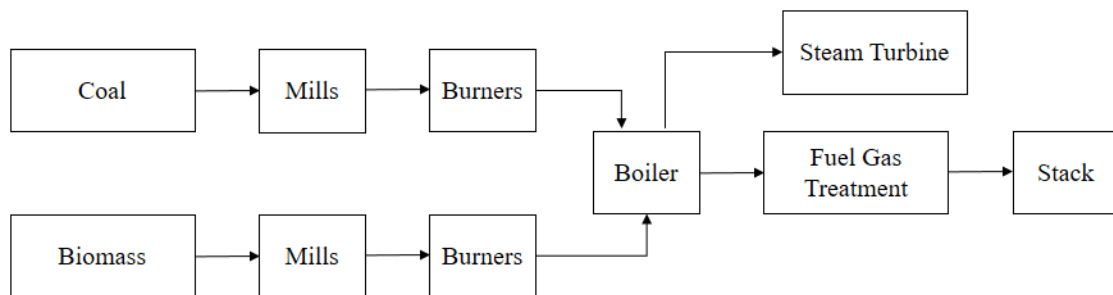 Steam Turbine
Coal
Mills
Burners
Boiler
Fuel Gas
Treatment
Stack
Biomass
Mills
Burners